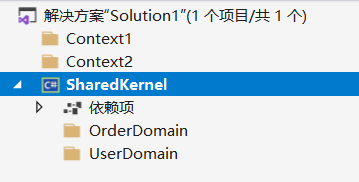 解决方案“Solution1”(1 个项目/共 1 个)
Context1
Context2
C# SharedKernel
依赖项
OrderDomain
UserDomain